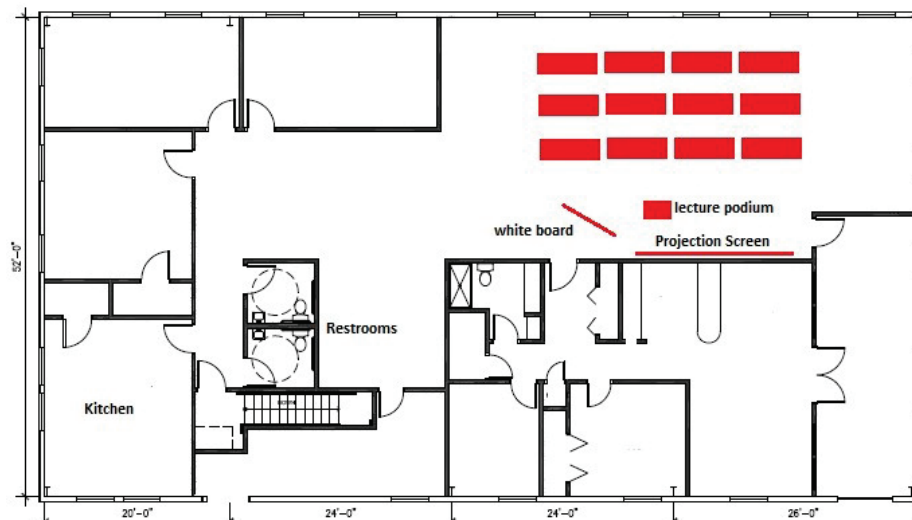 lecture podium
white board
Projection Screen
52'-0"
Restrooms
Kitchen
20'-0"
24'-0"
24'-0"
26'-0"